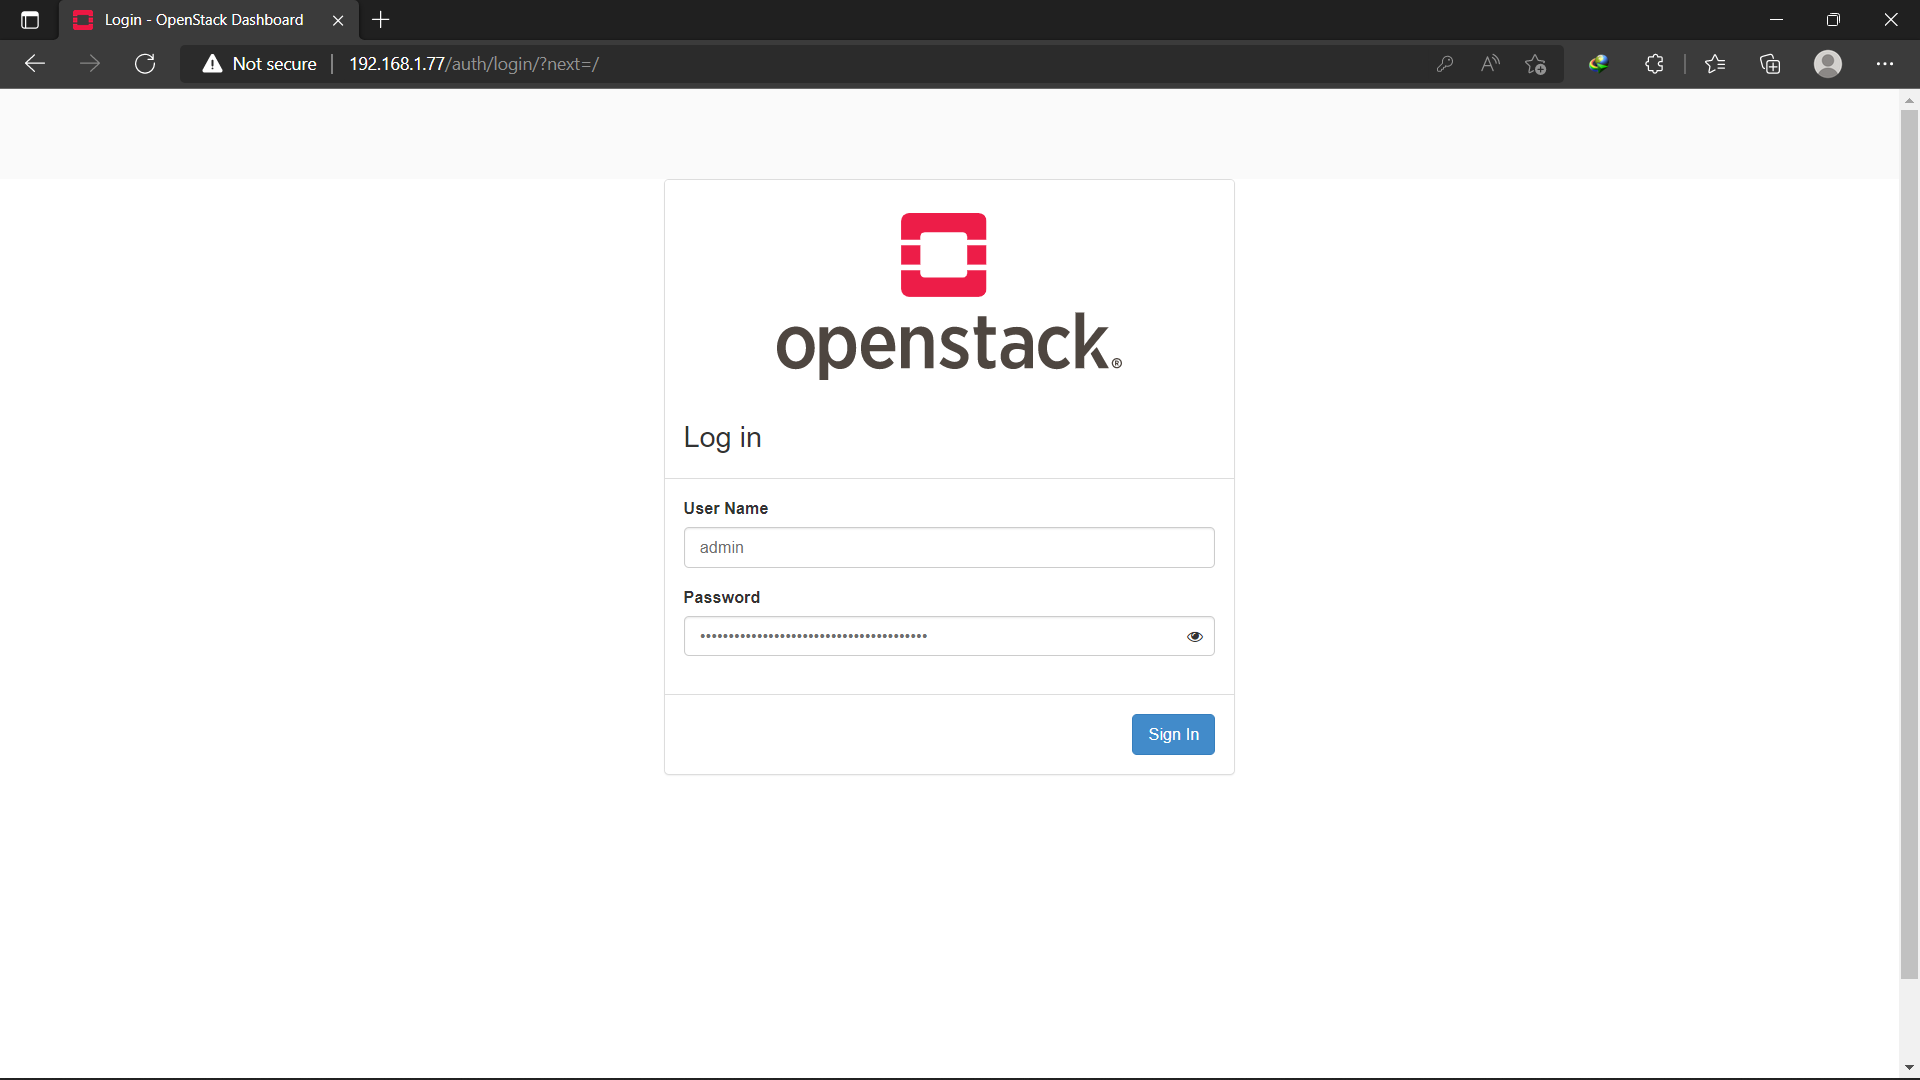 Login - OpenStack Dashboard
Not secure 192.168.1.77/auth/login/?next=/
openstack®
Log in
User Name
admin
Password
••••••••••••••••••••••••••••••••••••••••
Sign In